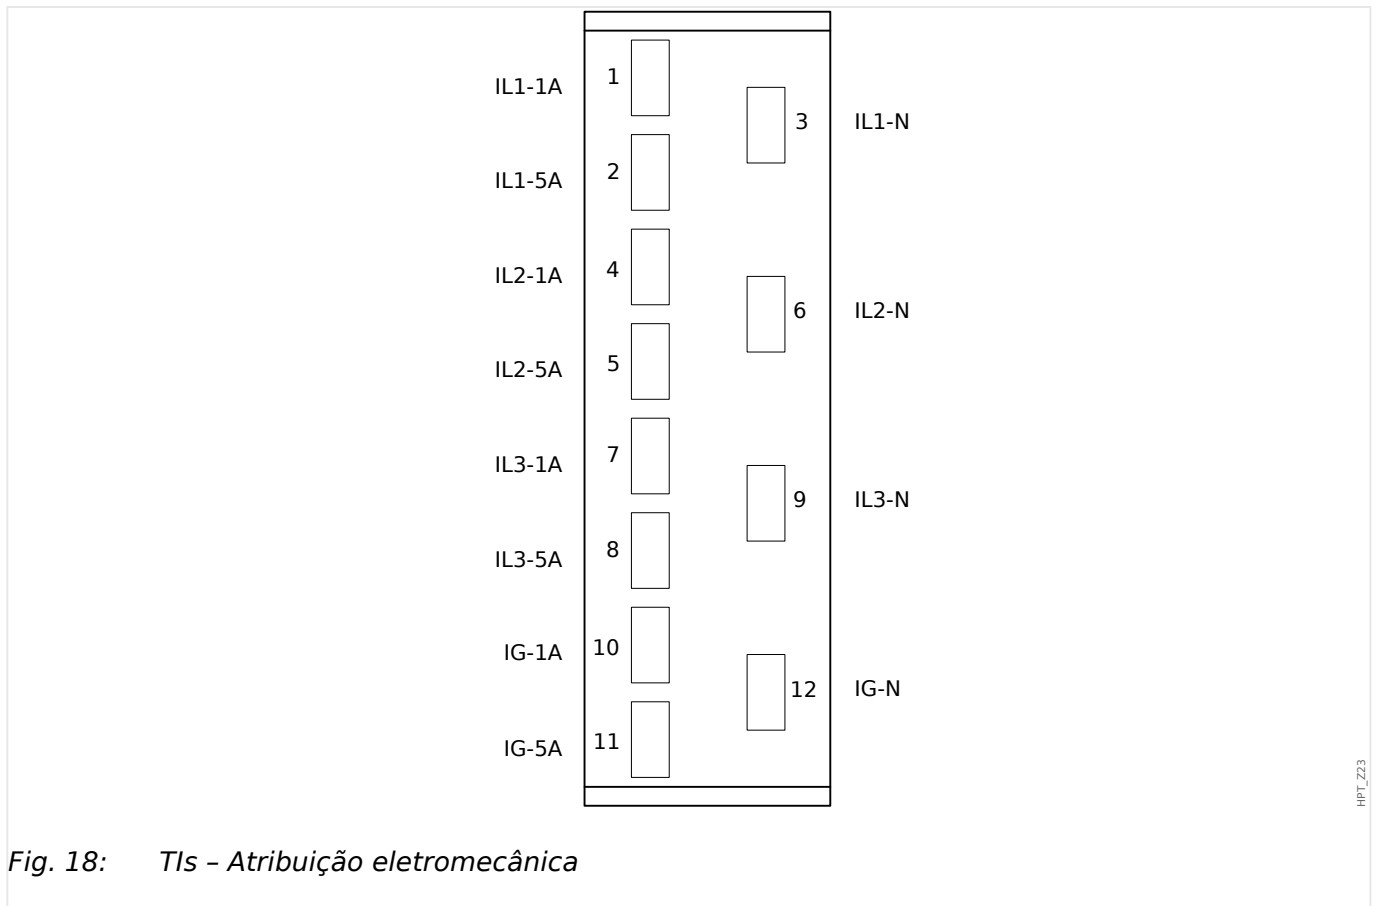 IL1-1A 1
3 IL1-N
IL1-5A 2
IL2-1A 4
6 IL2-N
IL2-5A 5
IL3-1A 7
9 IL3-N
IL3-5A 8
IG-1A 10
12 IG-N
IG-5A 11
HPT_Z23
Fig. 18: TIs – Atribuição eletromecânica